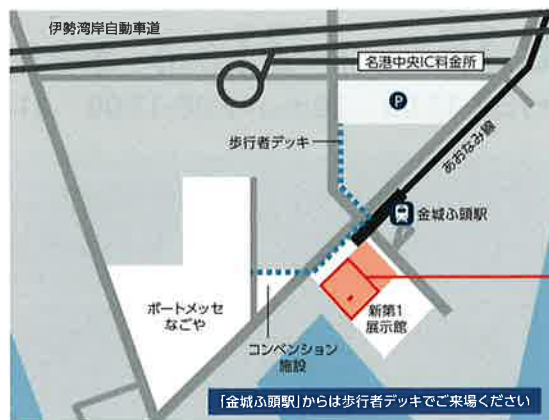 伊勢湾岸自動車道
名港中央IC料金所
P
歩行者デッキ
あおなみ線
金城ふ頭駅
ポートメッセ
なごや
新第1
展示館
コンベンション
施設
「金城ふ頭駅」からは歩行者デッキでご来場ください